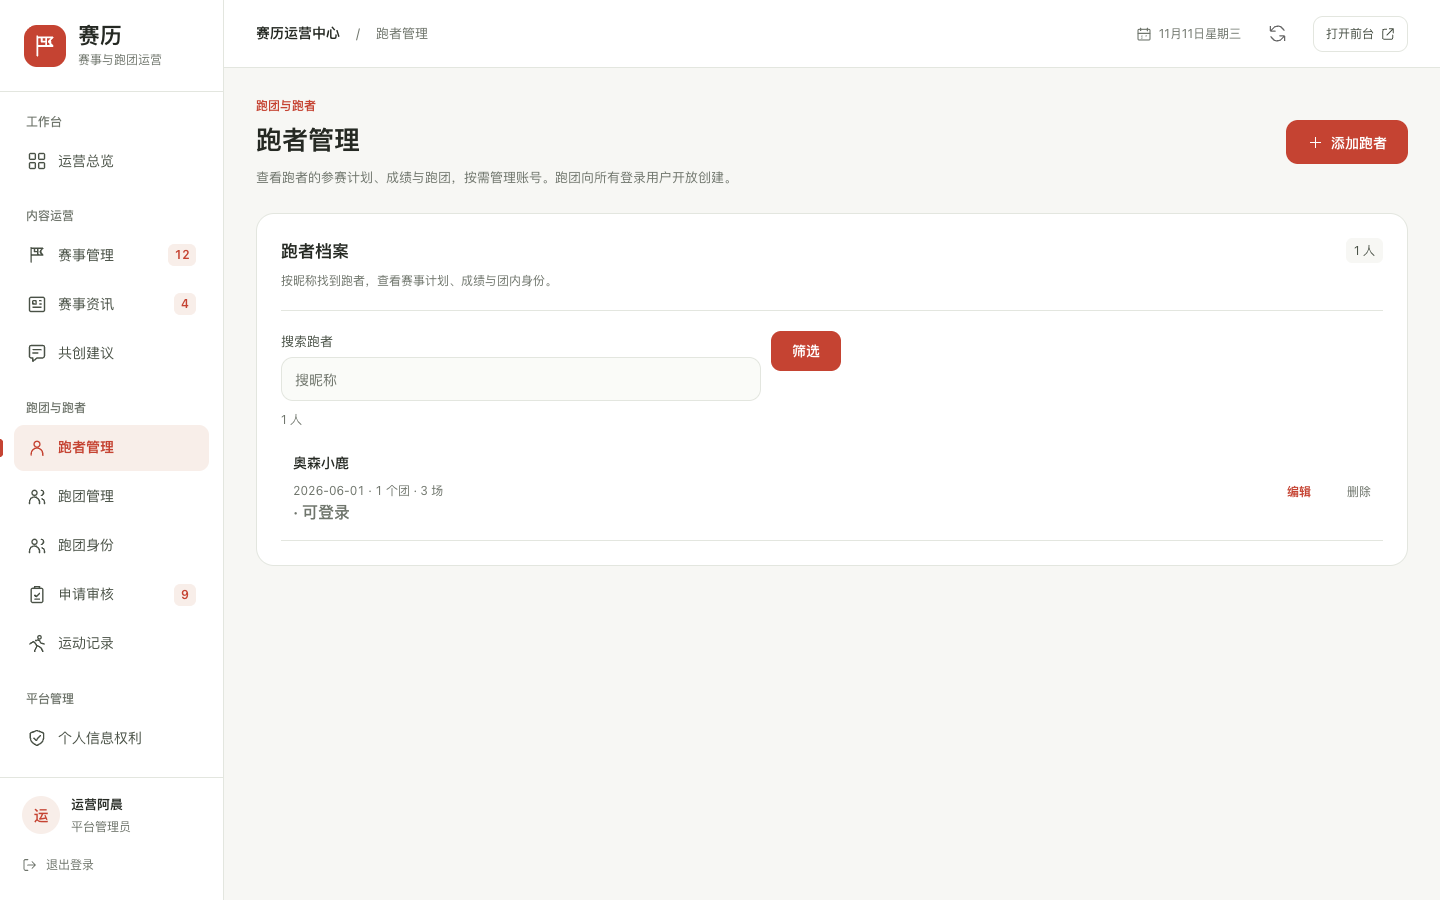 赛历
赛事与跑团运营
工作台
运营总览
内容运营
赛事管理 12
赛事资讯 4
共创建议
跑团与跑者
跑者管理
跑团管理
跑团身份
申请审核 9
运动记录
平台管理
个人信息权利
运
运营阿晨
平台管理员
退出登录
赛历运营中心 / 跑者管理
11月11日星期三
打开前台
跑团与跑者
跑者管理
查看跑者的参赛计划、成绩与跑团，按需管理账号。跑团向所有登录用户开放创建。
添加跑者
跑者档案
1 人
按昵称找到跑者，查看赛事计划、成绩与团内身份。
搜索跑者
搜昵称
筛选
1 人
奥森小鹿
2026-06-01 · 1 个团 · 3 场
· 可登录
编辑 删除